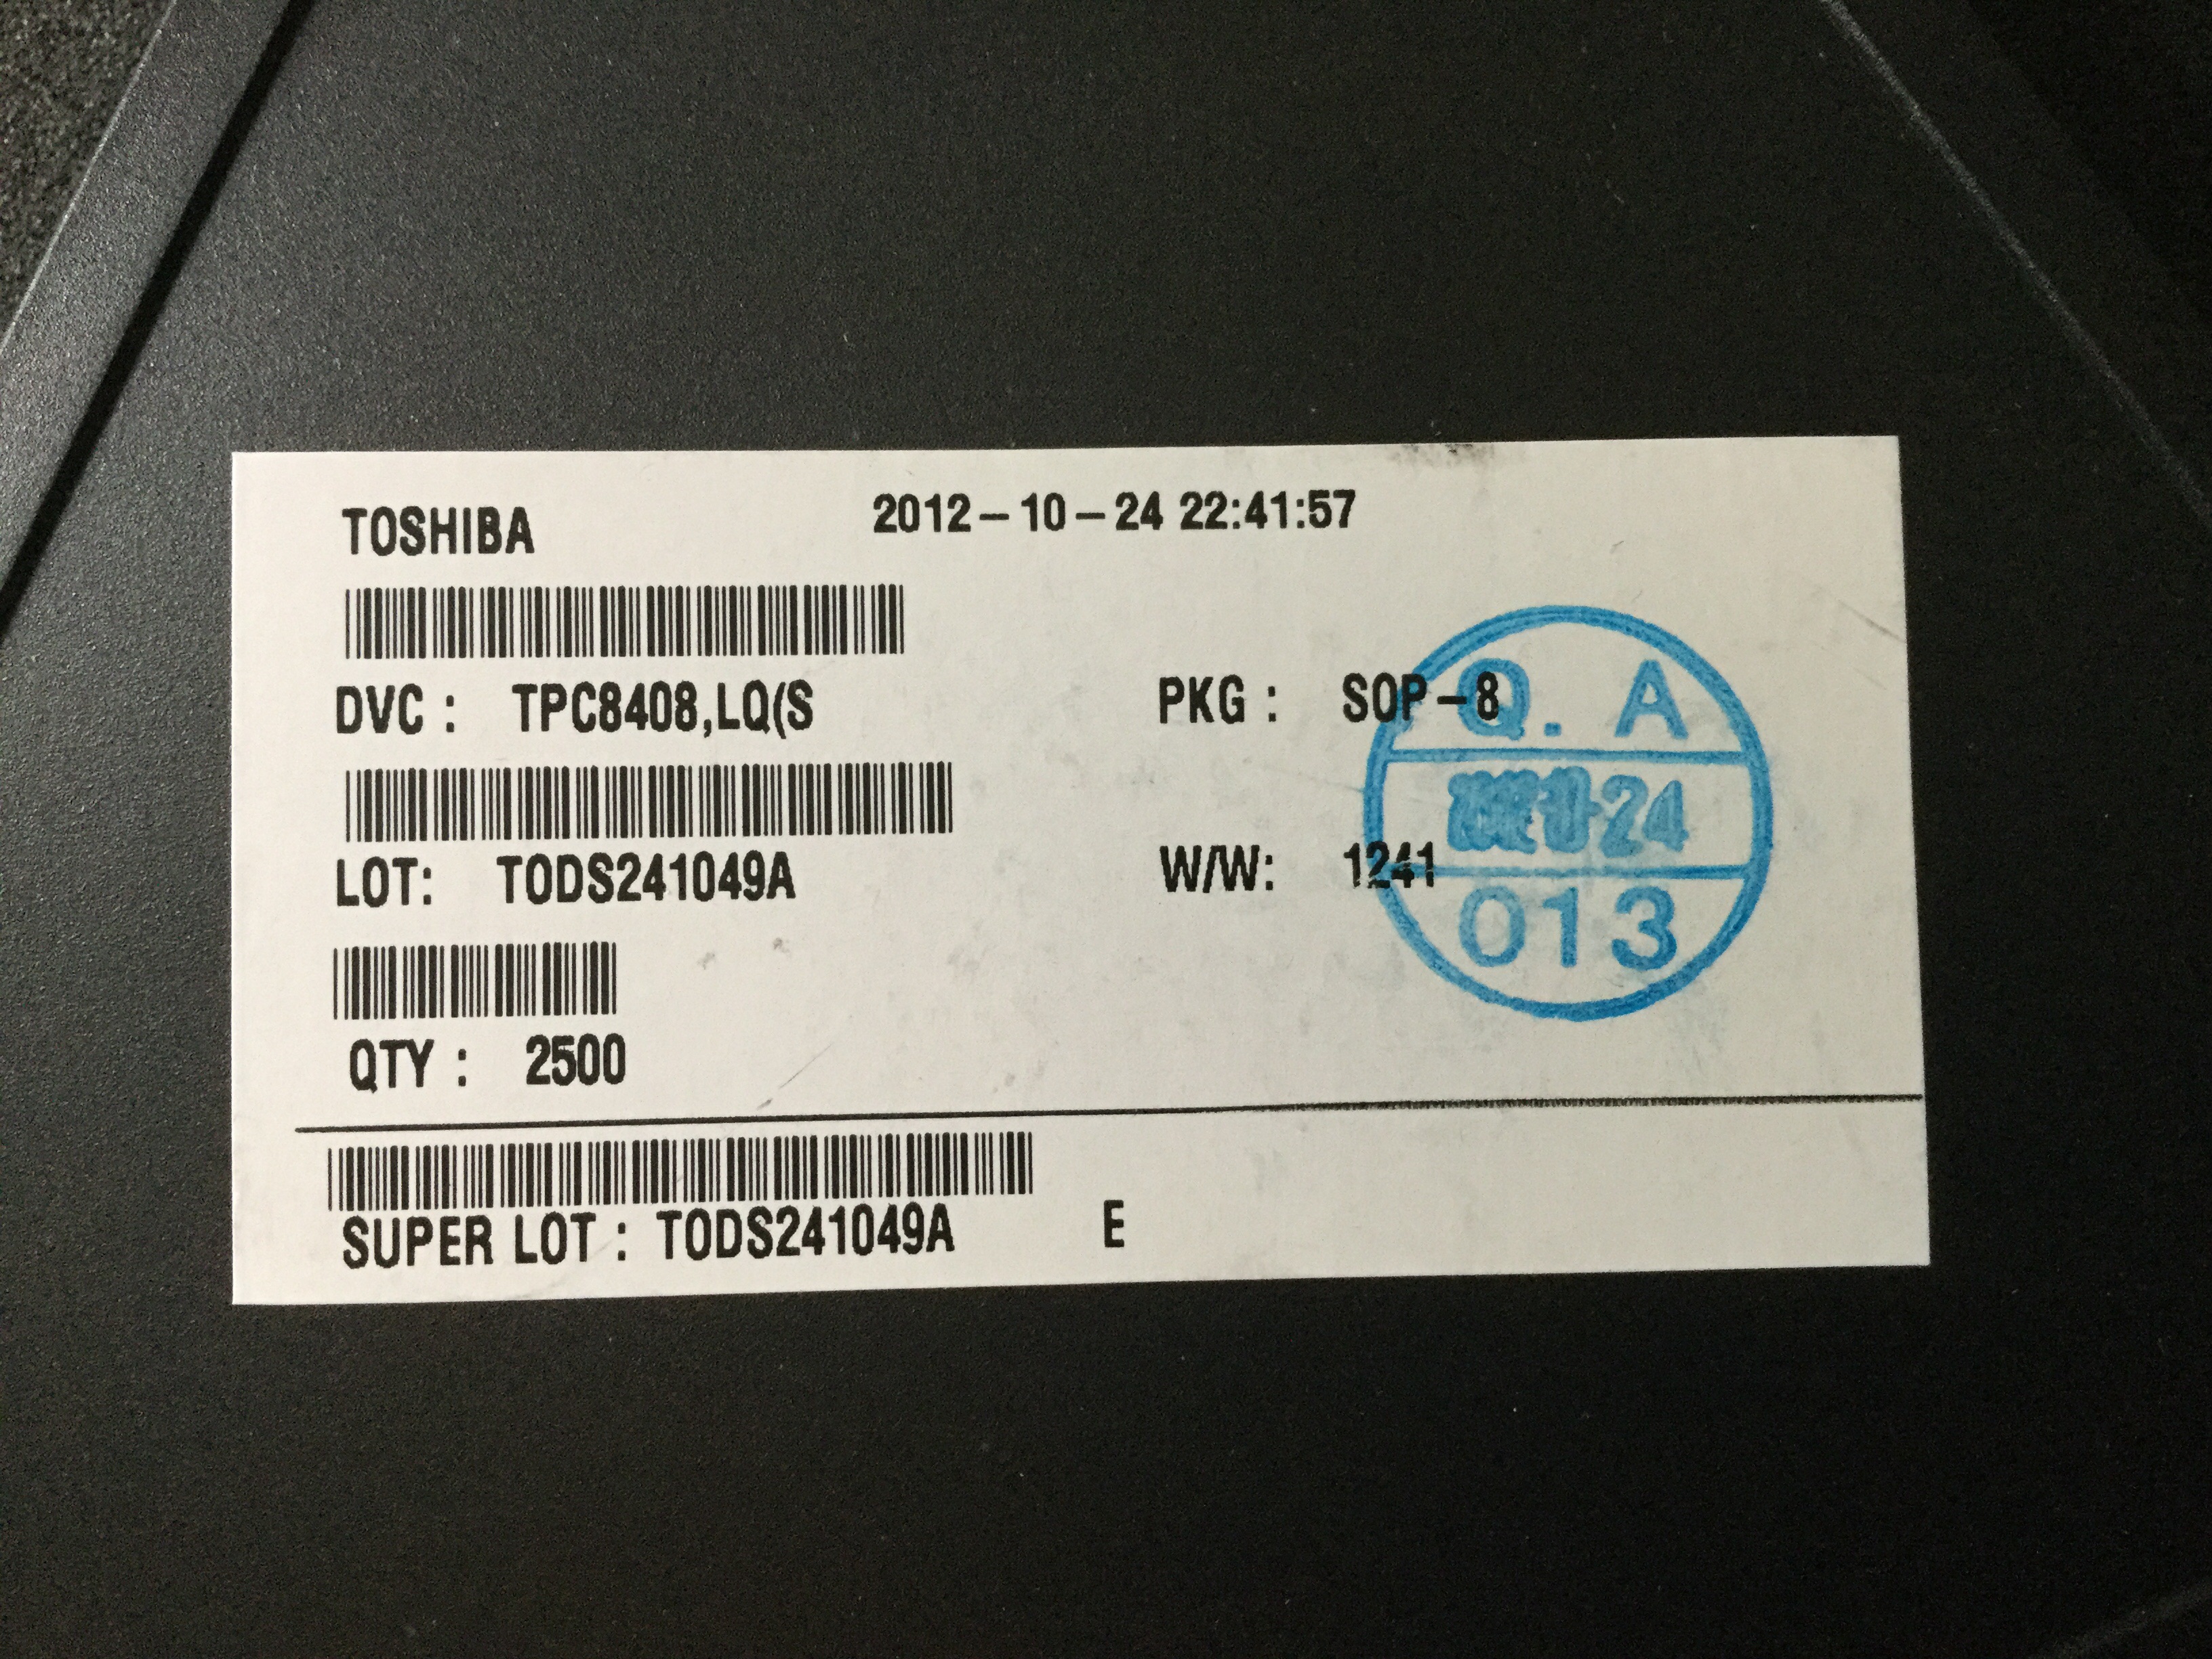 TOSHIBA 2012-10-24 22:41:57
DVC : TPC8408,LQ(S PKG : SOP-8
LOT: TODS241049A W/W: 1241
QTY : 2500
SUPER LOT : TODS241049A E
Q. A
24
013